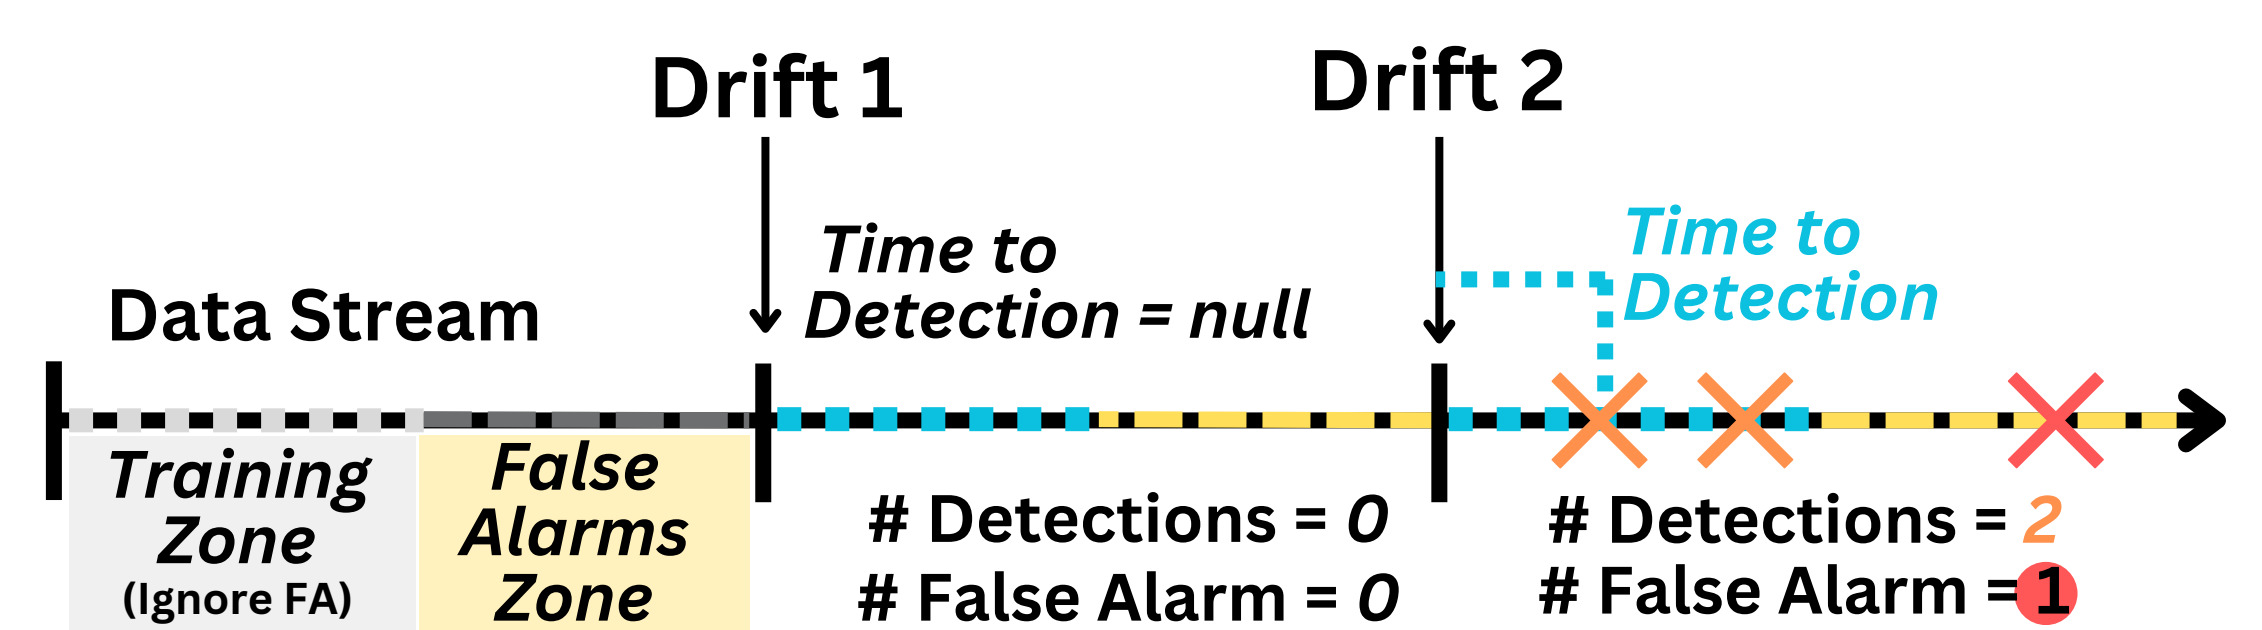 Drift 1
Drift 2
Data Stream
Time to
Detection = null
Time to
Detection
Training
Zone
(Ignore FA)
False
Alarms
Zone
# Detections = 0
# False Alarm = 0
# Detections = 2
# False Alarm = 1